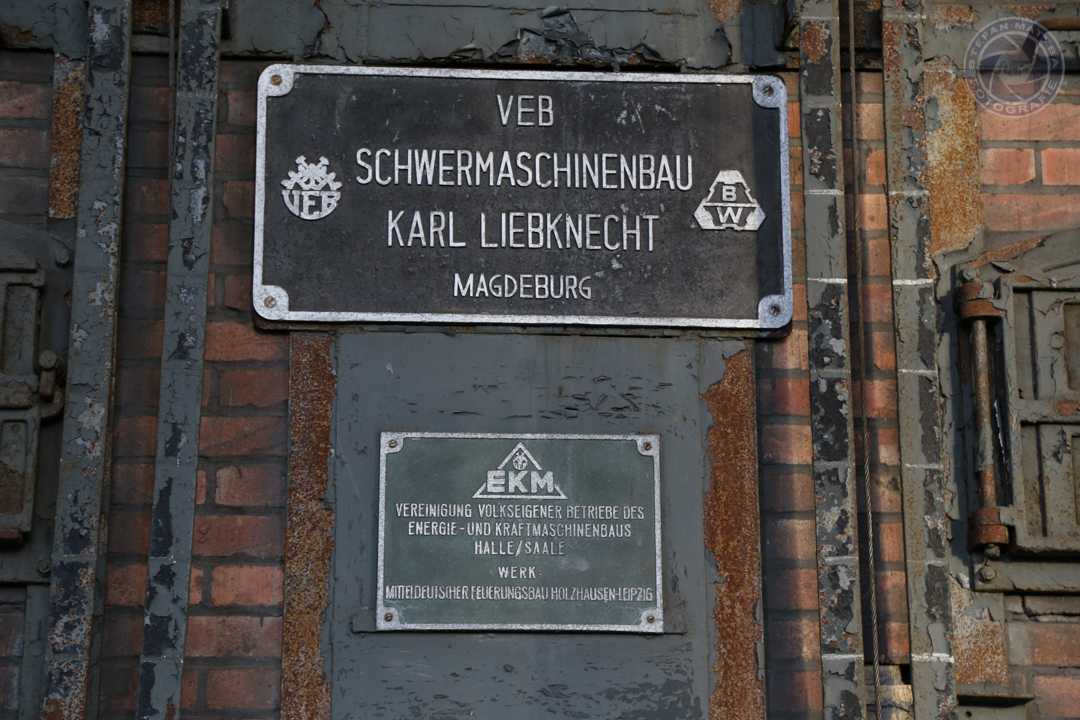 VEB
SCHWERMASCHINENBAU
KARL LIEBKNECHT
MAGDEBURG
VEB
B
W
EKM
VEREINIGUNG VOLKSEIGENER BETRIEBE DES
ENERGIE-UND KRAFTMASCHINENBAUS
HALLE/SAALE
WERK
MITTELDEUTSCHER FEUERUNGSBAU HOLZHAUSEN-LEIPZIG